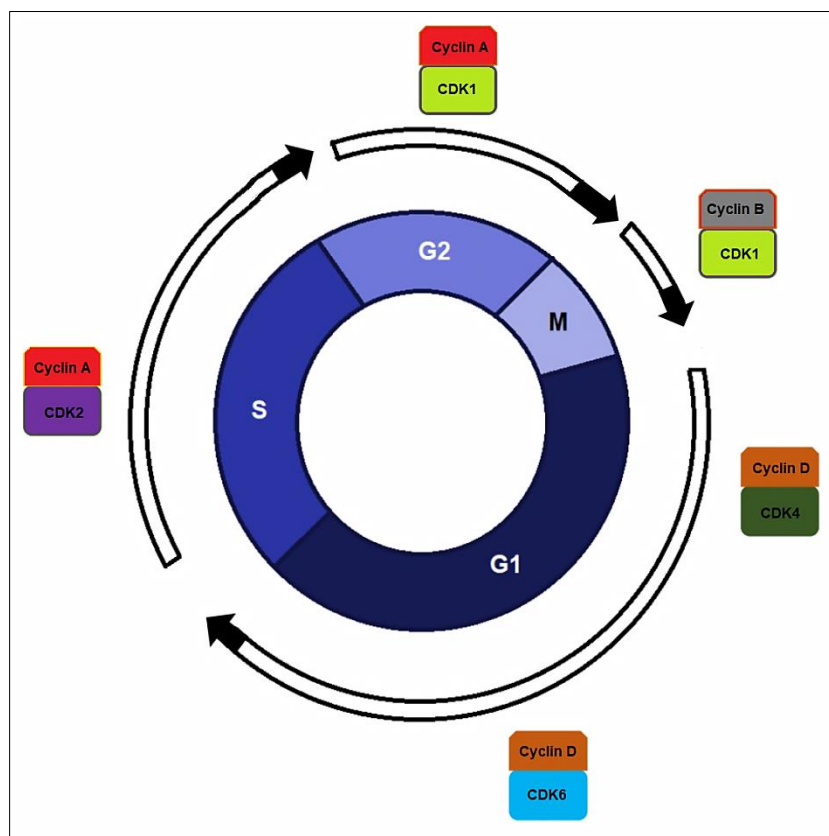 Cyclin A
CDK1
Cyclin B
CDK1
G2
M
Cyclin A
CDK2
S
Cyclin D
CDK4
G1
Cyclin D
CDK6